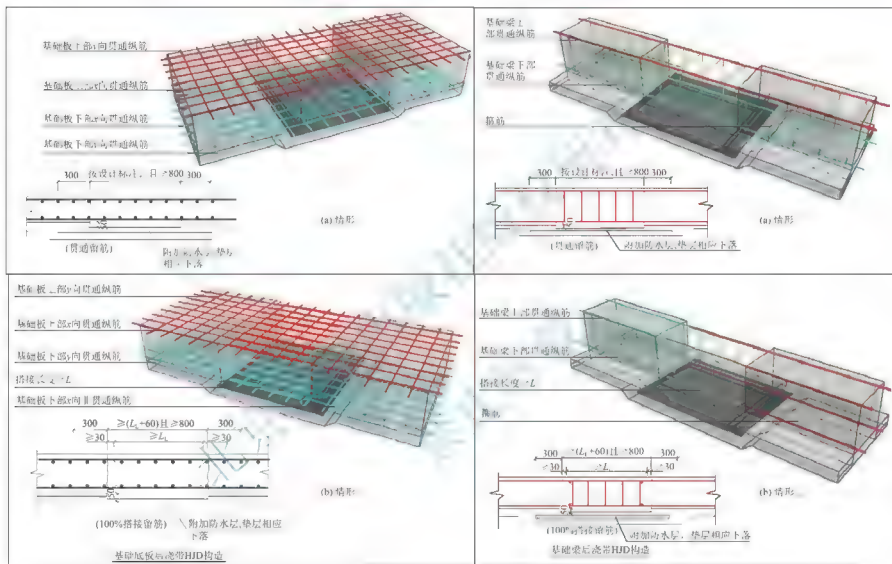 基础板上部y向贯通纵筋
基础板上部x向贯通纵筋
基础板下部x向贯通纵筋
基础板下部y向贯通纵筋
300 按设计标注,且≥800 300
50
(a) 情形
(贯通留筋)
附加防水层,垫层
相应下落
基础梁上
部贯通纵筋
基础梁下部
贯通纵筋
箍筋
300 按设计标注,且≥800 300
50
(a) 情形
(贯通留筋)
附加防水层,垫层相应下落
基础板上部y向贯通纵筋
基础板上部x向贯通纵筋
基础板下部y向贯通纵筋
搭接长度
基础板下部x向贯通纵筋
300 ≥(Lₗ+60)且≥800 300
≥30 ≥Lₗ ≥30
50
(b) 情形
(100%搭接留筋)
附加防水层,垫层相应
下落
基础底板后浇带HJD构造
基础梁上部贯通纵筋
基础梁下部贯通纵筋
搭接长度
箍筋
300 ≥(Lₗ+60)且≥800 300
≥30 ≥Lₗ ≥30
50
(b) 情形
(100%搭接留筋)
附加防水层,垫层相应下落
基础梁后浇带HJD构造